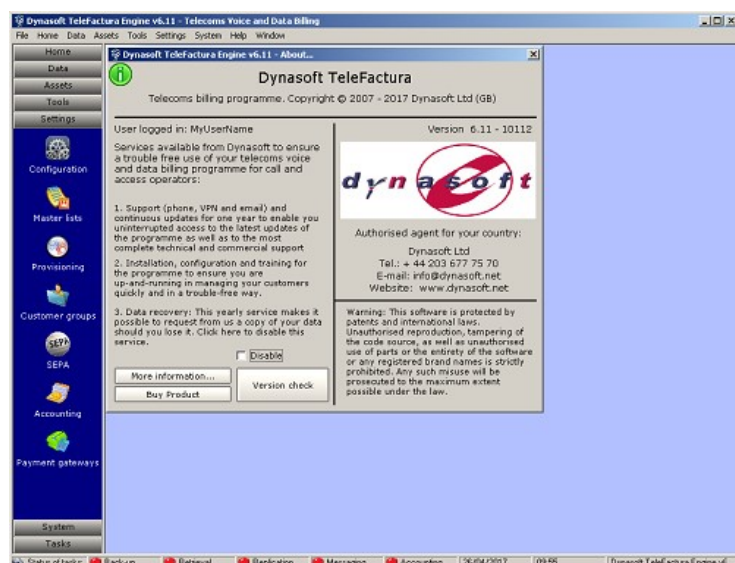 Dynasoft TeleFactura Engine v6.11 - Telecoms Voice and Data Billing
File Home Data Assets Tools Settings System Help Window
Home
Data
Assets
Tools
Settings
Configuration
Master lists
Provisioning
Customer groups
SEPA
SEPA
Accounting
Payment gateways
System
Tasks
Dynasoft TeleFactura Engine v6.11 - About...
Dynasoft TeleFactura
Telecoms billing programme. Copyright © 2007 - 2017 Dynasoft Ltd (GB)
User logged in: MyUserName
Services available from Dynasoft to ensure
a trouble free use of your telecoms voice
and data billing programme for call and
access operators:
1. Support (phone, VPN and email) and
continuous updates for one year to enable you
uninterrupted access to the latest updates of
the programme as well as to the most
complete technical and commercial support
2. Installation, configuration and training for
the programme to ensure you are
up-and-running in managing your customers
quickly and in a trouble-free way.
3. Data recovery: This yearly service makes it
possible to request from us a copy of your data
should you lose it. Click here to disable this
service.
Disable
More information...
Buy Product
Version check
Version 6.11 - 10112
dynasoft
Authorised agent for your country:
Dynasoft Ltd
Tel.: + 44 203 677 75 70
E-mail: info@dynasoft.net
Website: www.dynasoft.net
Warning: This software is protected by
patents and international laws.
Unauthorised reproduction, tampering of
the code source, as well as unauthorised
use of parts or the entirety of the software
or any registered brand names is strictly
prohibited. Any such misuse will be
prosecuted to the maximum extent
possible under the law.
Status of tasks Back-up Retrieval Replication Messaging Accounting 26/04/2017 09:55 Dynasoft TeleFactura Engine v6